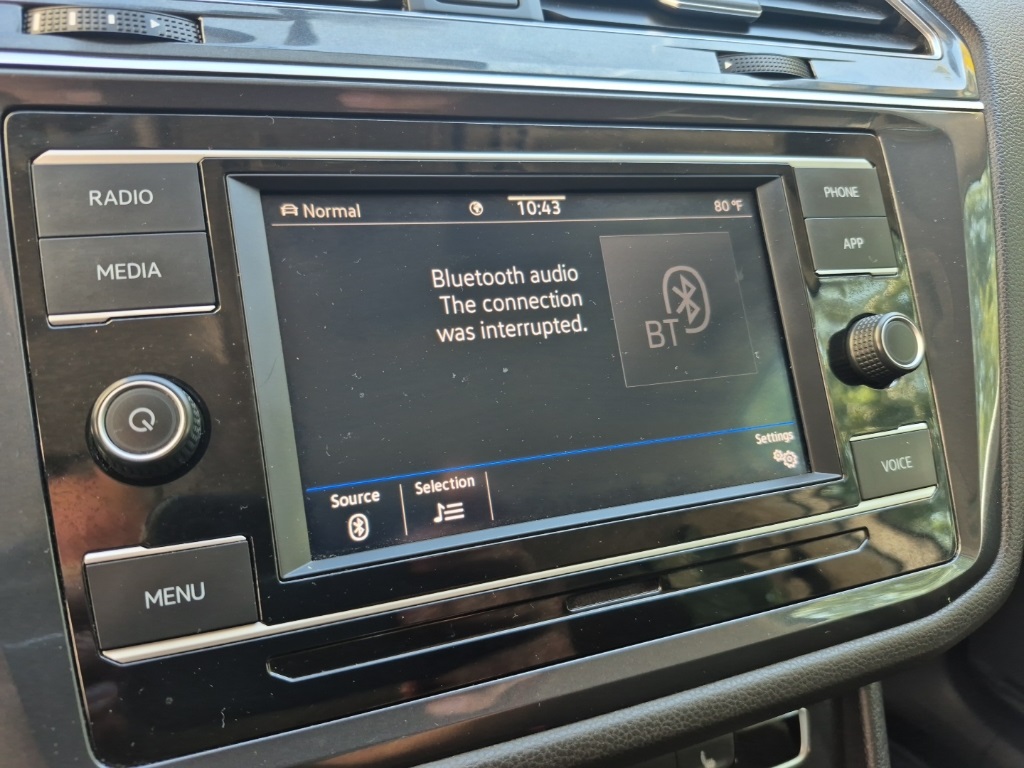 RADIO
MEDIA
MENU
Normal
10:43
80 °F
Bluetooth audio
The connection
was interrupted.
BT
Source
Selection
Settings
PHONE
APP
VOICE